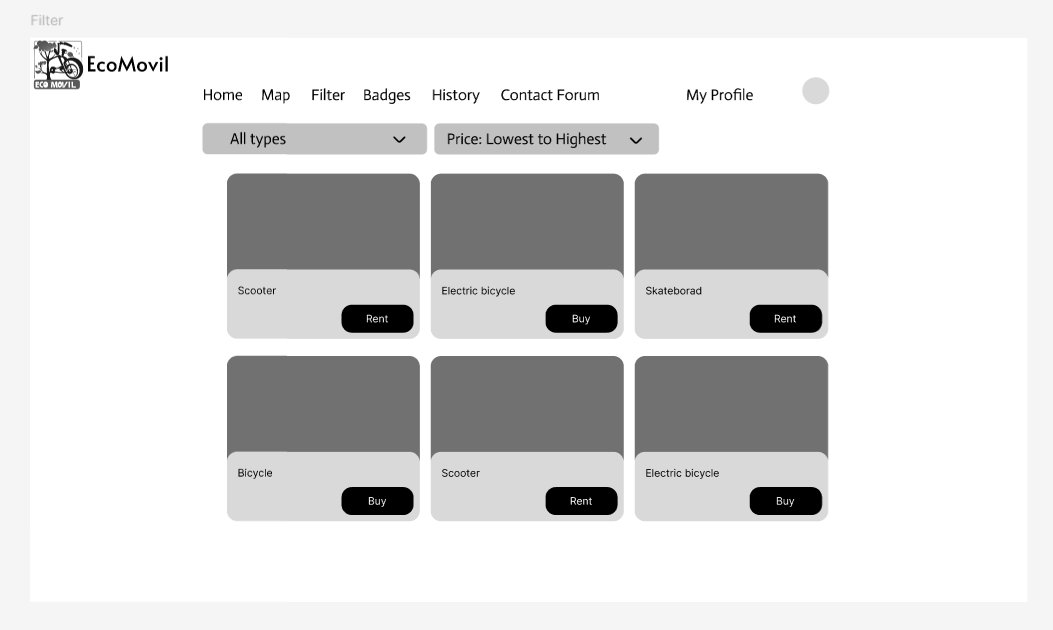 Filter
EcoMovil
ECO MOVIL
Home Map Filter Badges History Contact Forum My Profile
All types Price: Lowest to Highest
Scooter Electric bicycle Skateborad
Rent Buy Rent
Bicycle Scooter Electric bicycle
Buy Rent Buy